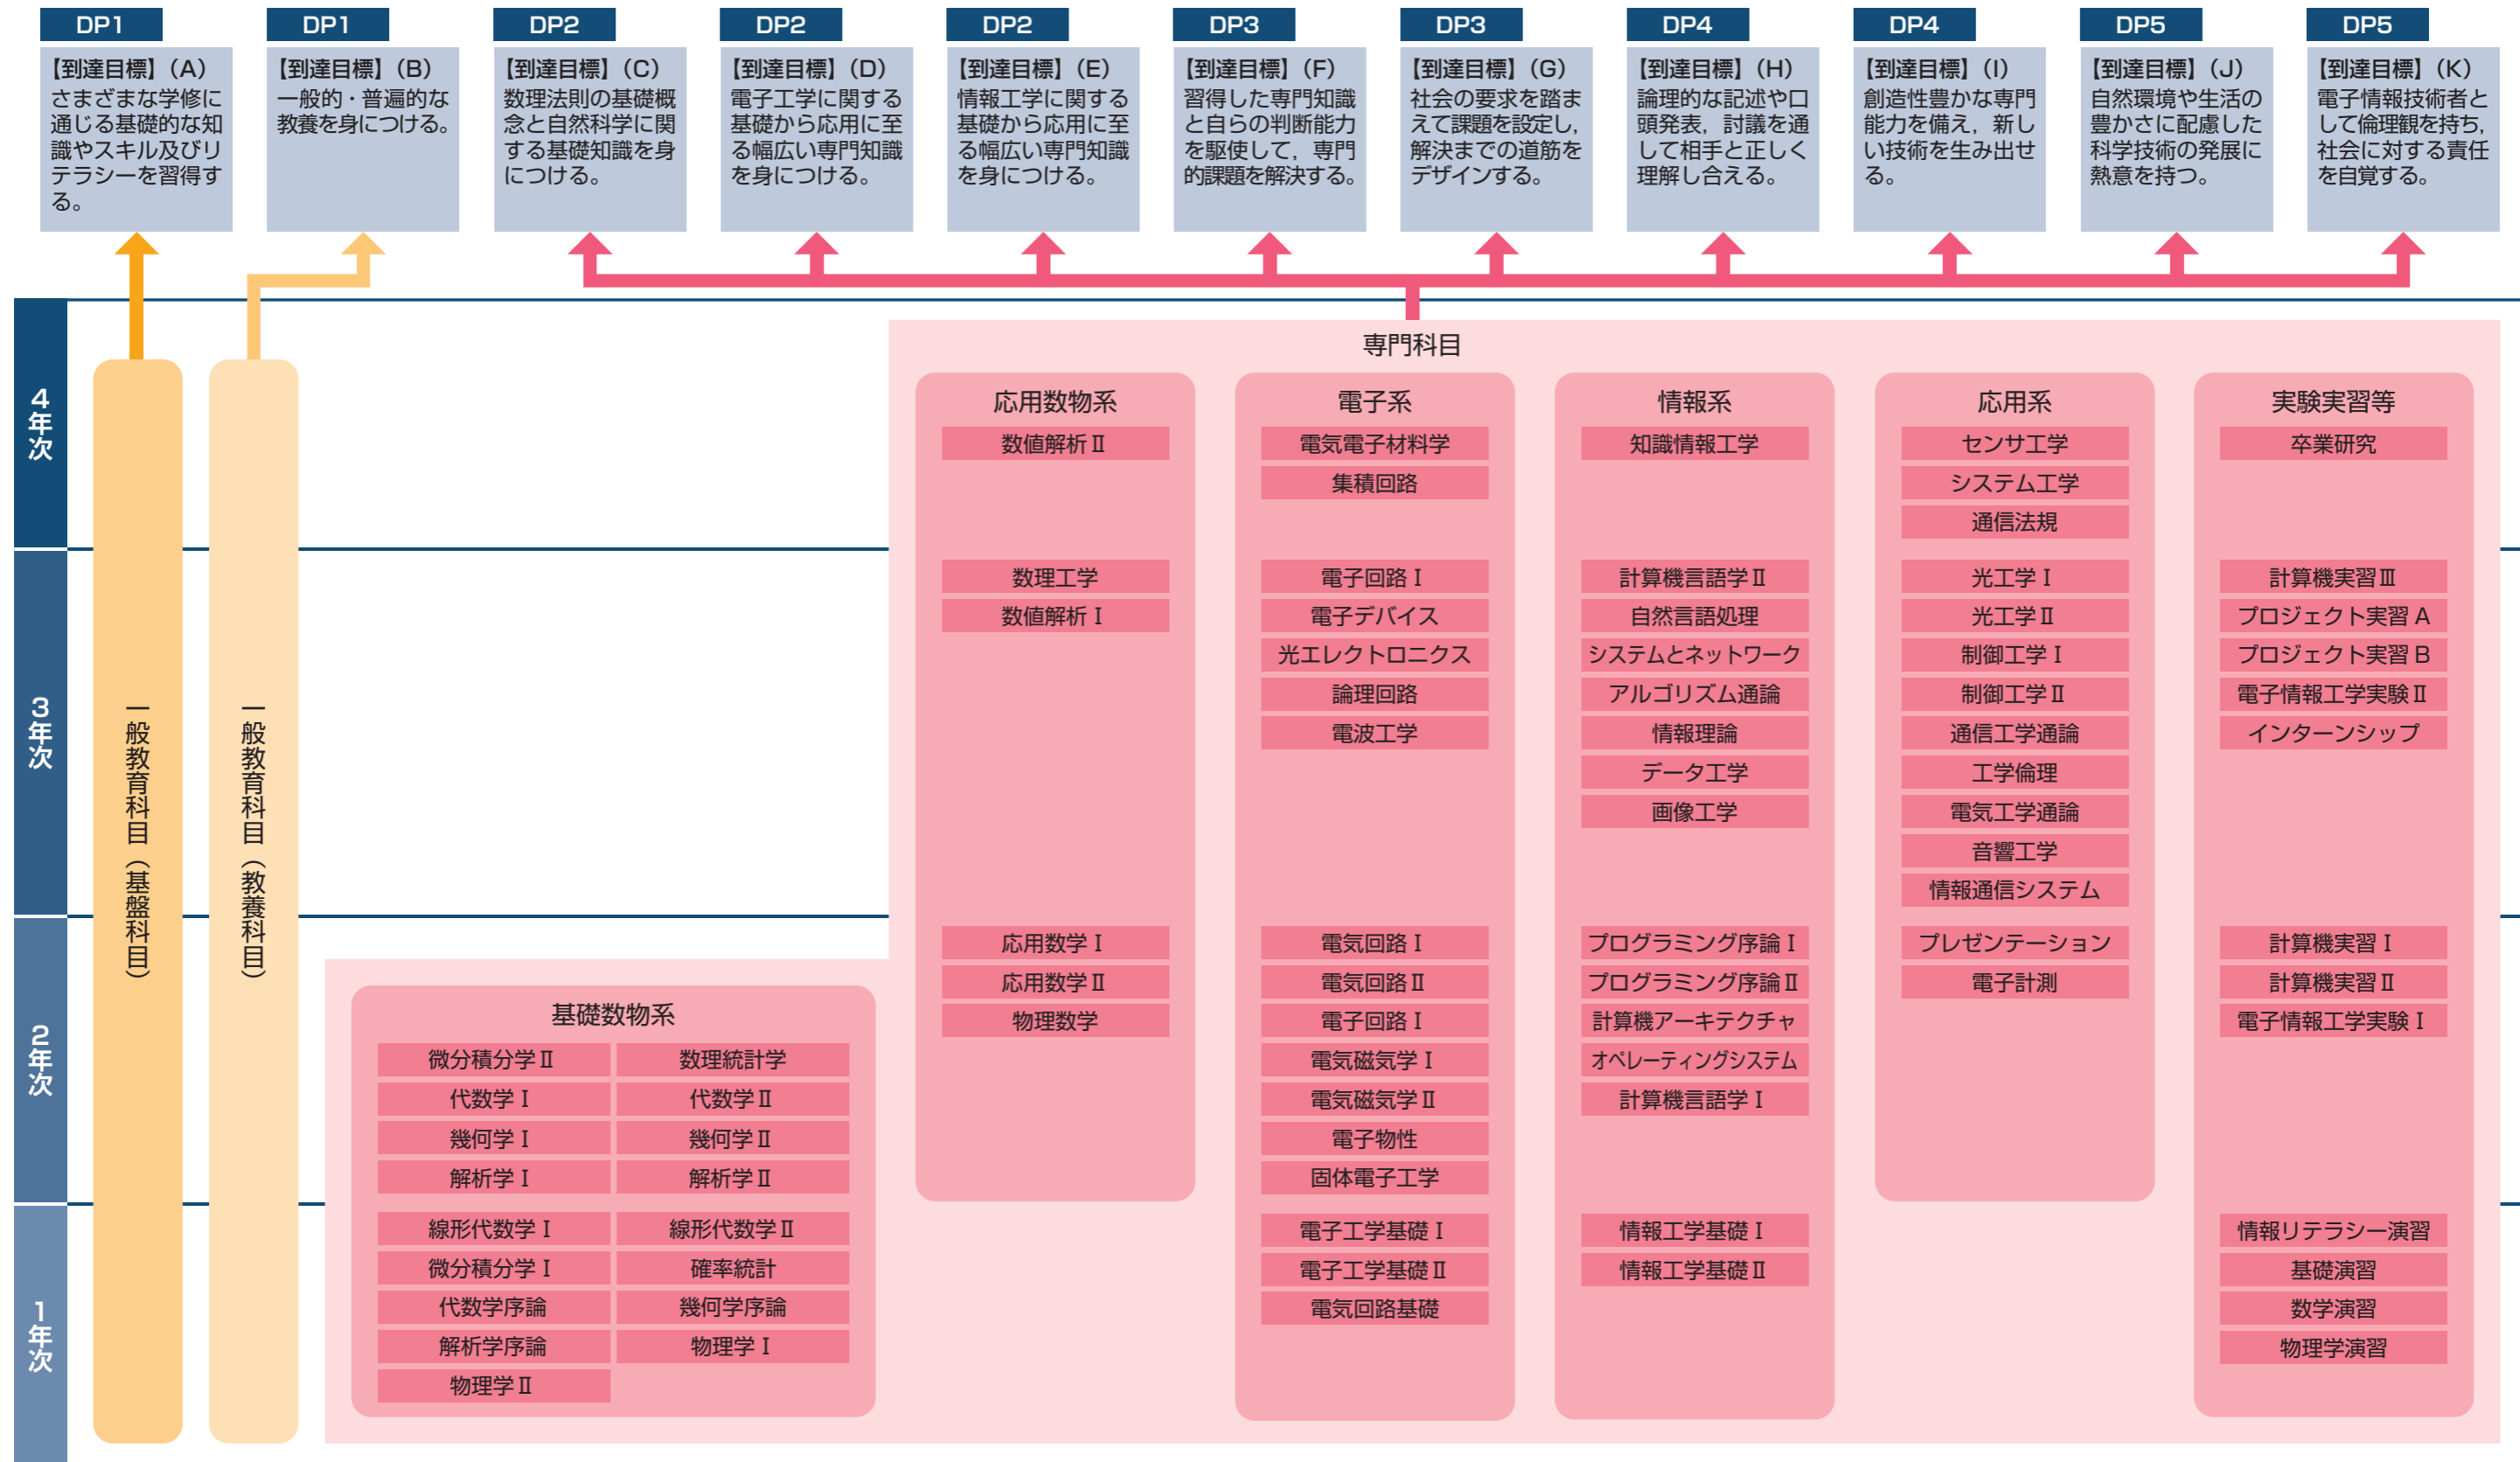 DP1
【到達目標】（A）
さまざまな学修に
通じる基礎的な知
識やスキル及びリ
テラシーを習得す
る。
DP1
【到達目標】（B）
一般的・普遍的な
教養を身につける。
DP2
【到達目標】（C）
数理法則の基礎概
念と自然科学に関
する基礎知識を身
につける。
DP2
【到達目標】（D）
電子工学に関する
基礎から応用に至
る幅広い専門知識
を身につける。
DP2
【到達目標】（E）
情報工学に関する
基礎から応用に至
る幅広い専門知識
を身につける。
DP3
【到達目標】（F）
習得した専門知識
と自らの判断能力
を駆使して，専門
的課題を解決する。
DP3
【到達目標】（G）
社会の要求を踏ま
えて課題を設定し，
解決までの道筋を
デザインする。
DP4
【到達目標】（H）
論理的な記述や口
頭発表，討議を通
して相手と正しく
理解し合える。
DP4
【到達目標】（I）
創造性豊かな専門
能力を備え，新し
い技術を生み出せ
る。
DP5
【到達目標】（J）
自然環境や生活の
豊かさに配慮した
科学技術の発展に
熱意を持つ。
DP5
【到達目標】（K）
電子情報技術者と
して倫理観を持ち，
社会に対する責任
を自覚する。
4年次
3年次
2年次
1年次
一般教育科目（基盤科目）
一般教育科目（教養科目）
専門科目
基礎数物系
微分積分学Ⅱ
数理統計学
代数学Ⅰ
代数学Ⅱ
幾何学Ⅰ
幾何学Ⅱ
解析学Ⅰ
解析学Ⅱ
線形代数学Ⅰ
線形代数学Ⅱ
微分積分学Ⅰ
確率統計
代数学序論
幾何学序論
解析学序論
物理学Ⅰ
物理学Ⅱ
応用数物系
数値解析Ⅱ
数理工学
数値解析Ⅰ
応用数学Ⅰ
応用数学Ⅱ
物理数学
電子系
電気電子材料学
集積回路
電子回路Ⅰ
電子デバイス
光エレクトロニクス
論理回路
電波工学
電気回路Ⅰ
電気回路Ⅱ
電子回路Ⅰ
電気磁気学Ⅰ
電気磁気学Ⅱ
電子物性
固体電子工学
電子工学基礎Ⅰ
電子工学基礎Ⅱ
電気回路基礎
情報系
知識情報工学
計算機言語学Ⅱ
自然言語処理
システムとネットワーク
アルゴリズム通論
情報理論
データ工学
画像工学
プログラミング序論Ⅰ
プログラミング序論Ⅱ
計算機アーキテクチャ
オペレーティングシステム
計算機言語学Ⅰ
情報工学基礎Ⅰ
情報工学基礎Ⅱ
応用系
センサ工学
システム工学
通信法規
光工学Ⅰ
光工学Ⅱ
制御工学Ⅰ
制御工学Ⅱ
通信工学通論
工学倫理
電気工学通論
音響工学
情報通信システム
プレゼンテーション
電子計測
実験実習等
卒業研究
計算機実習Ⅲ
プロジェクト実習 A
プロジェクト実習 B
電子情報工学実験Ⅱ
インターンシップ
計算機実習Ⅰ
計算機実習Ⅱ
電子情報工学実験Ⅰ
情報リテラシー演習
基礎演習
数学演習
物理学演習